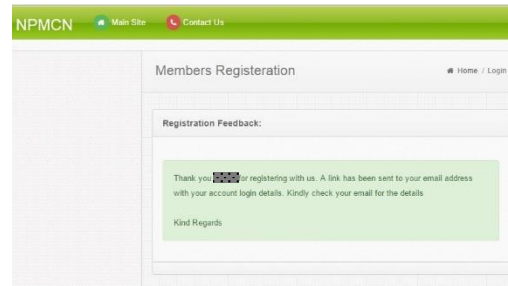 NPMCN Main Site Contact Us
Members Registeration
Home / Login
Registration Feedback:
Thank you for registering with us. A link has been sent to your email address
with your account login details. Kindly check your email for the details
Kind Regards